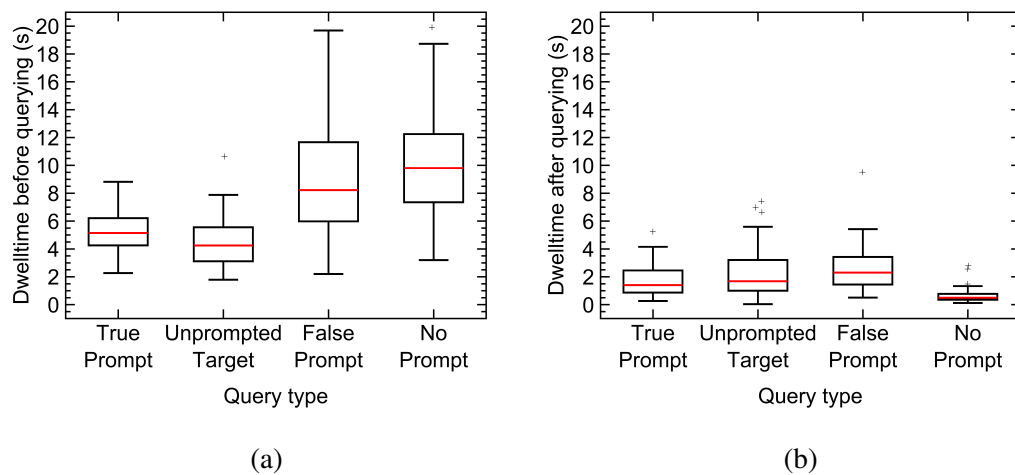 Dwelltime before querying (s)
20
18
16
14
12
10
8
6
4
2
0
True Prompt
Unprompted Target
False Prompt
No Prompt
Query type
(a)
Dwelltime after querying (s)
20
18
16
14
12
10
8
6
4
2
0
True Prompt
Unprompted Target
False Prompt
No Prompt
Query type
(b)